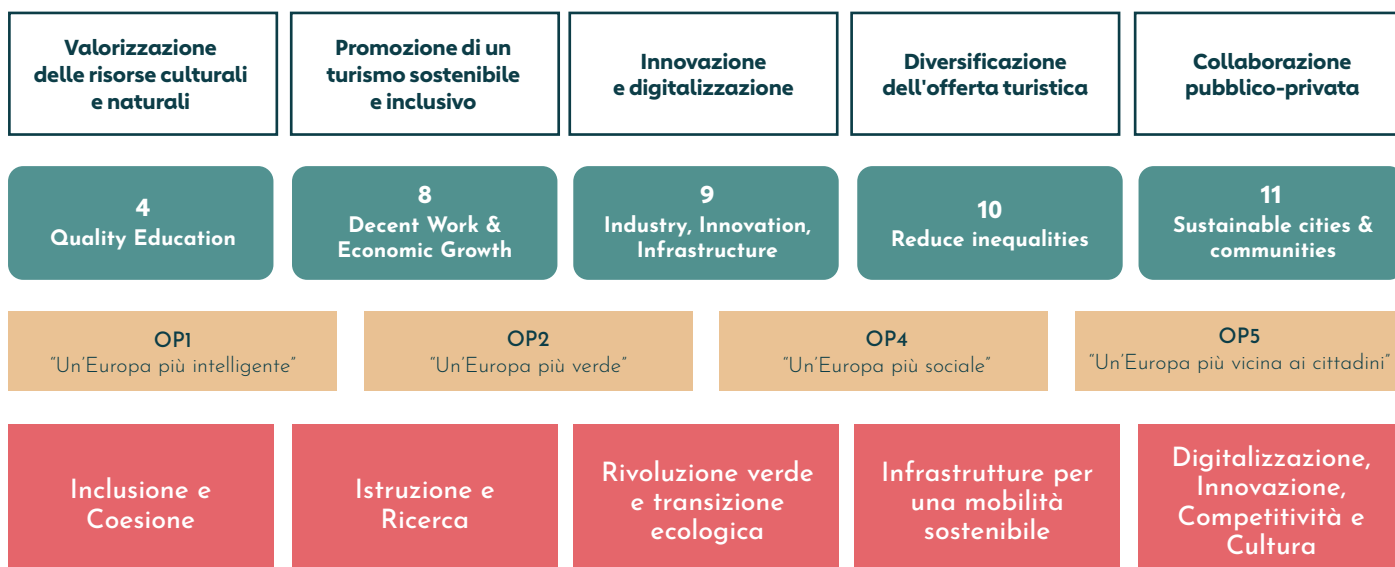 Valorizzazione
delle risorse culturali
e naturali
Promozione di un
turismo sostenibile
e inclusivo
Innovazione
e digitalizzazione
Diversificazione
dell'offerta turistica
Collaborazione
pubblico-privata
4
Quality Education
8
Decent Work &
Economic Growth
9
Industry, Innovation,
Infrastructure
10
Reduce inequalities
11
Sustainable cities &
communities
OP1
"Un'Europa più intelligente"
OP2
"Un'Europa più verde"
OP4
"Un'Europa più sociale"
OP5
"Un'Europa più vicina ai cittadini"
Inclusione e
Coesione
Istruzione e
Ricerca
Rivoluzione verde
e transizione
ecologica
Infrastrutture per
una mobilità
sostenibile
Digitalizzazione,
Innovazione,
Competitività e
Cultura